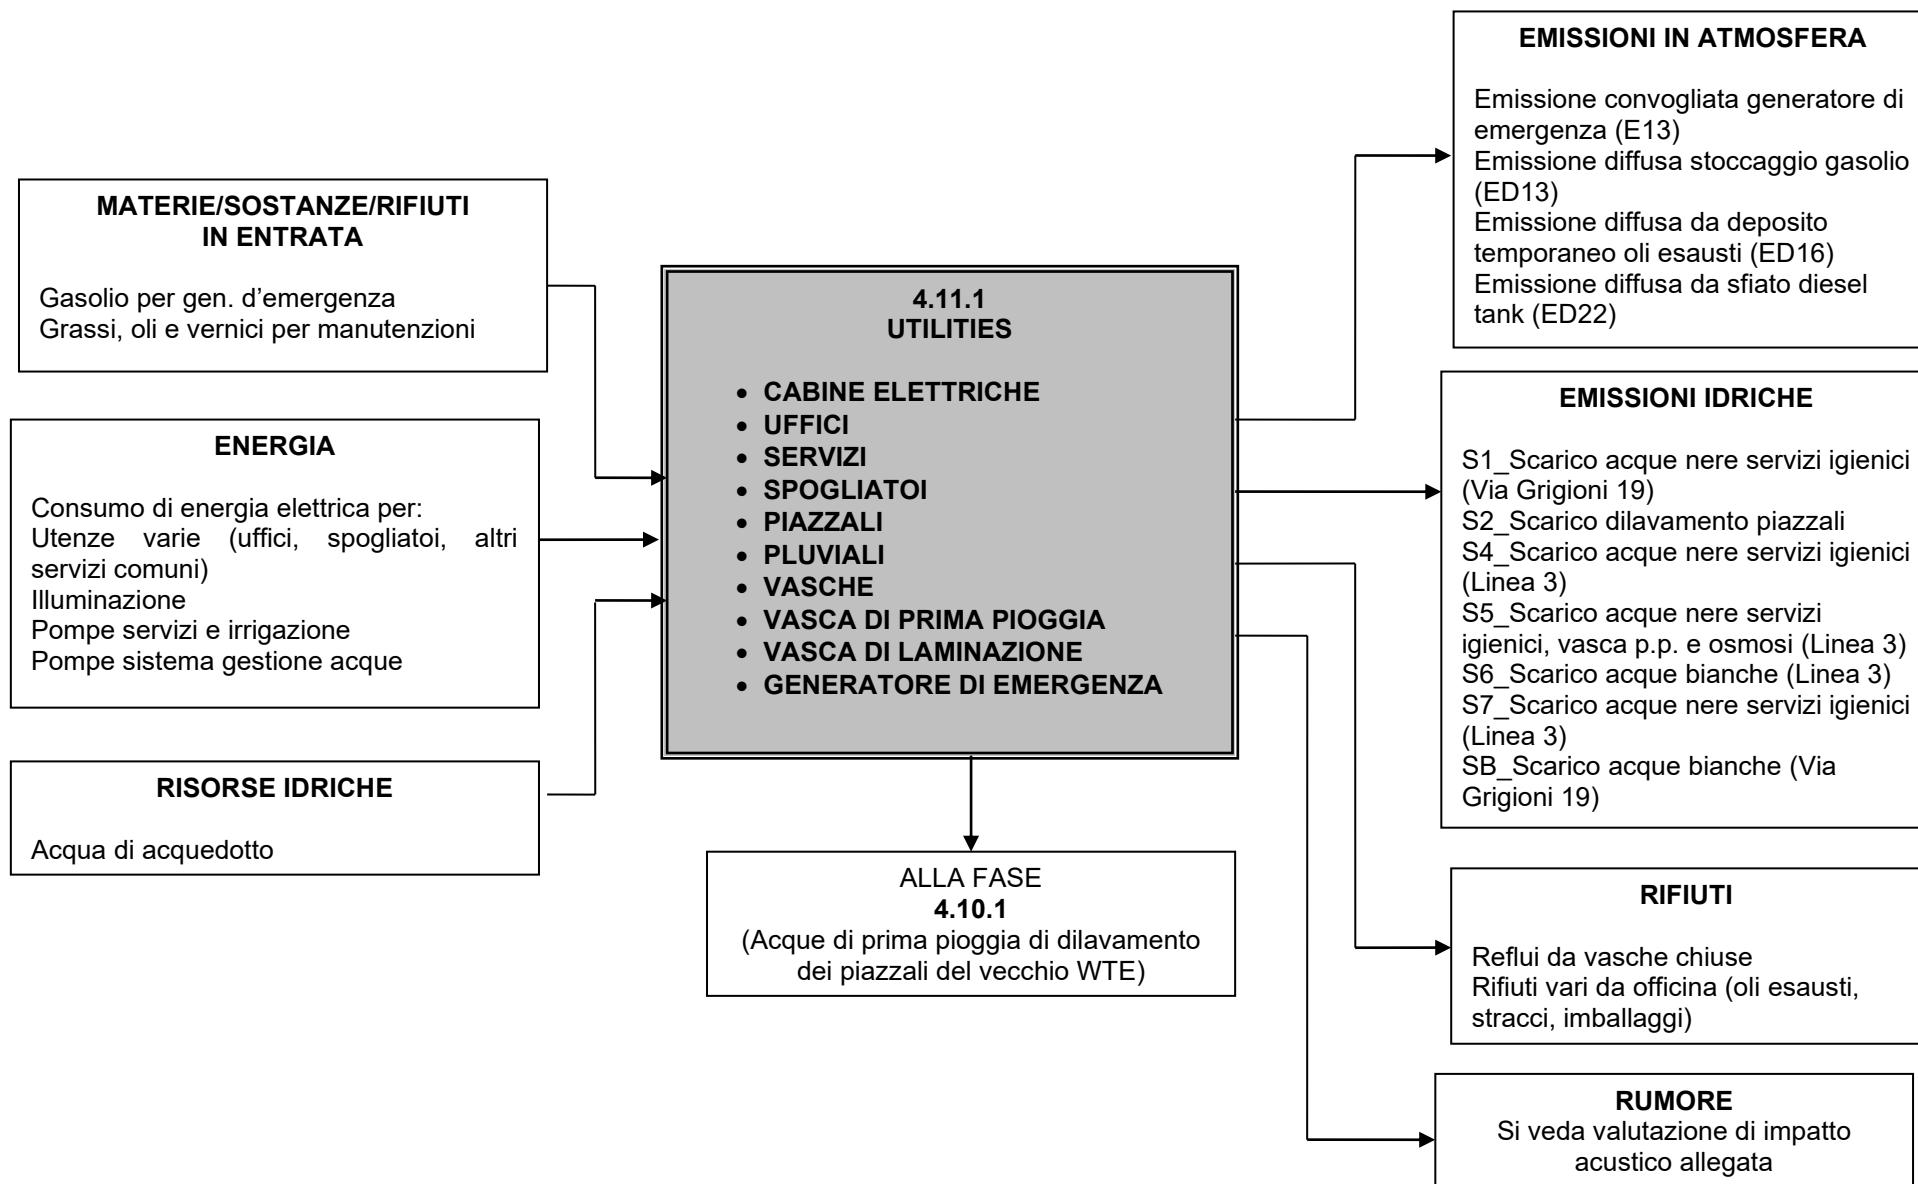 MATERIE/SOSTANZE/RIFIUTI
IN ENTRATA
Gasolio per gen. d’emergenza
Grassi, oli e vernici per manutenzioni
ENERGIA
Consumo di energia elettrica per:
Utenze varie (uffici, spogliatoi, altri
servizi comuni)
Illuminazione
Pompe servizi e irrigazione
Pompe sistema gestione acque
RISORSE IDRICHE
Acqua di acquedotto
4.11.1
UTILITIES
• CABINE ELETTRICHE
• UFFICI
• SERVIZI
• SPOGLIATOI
• PIAZZALI
• PLUVIALI
• VASCHE
• VASCA DI PRIMA PIOGGIA
• VASCA DI LAMINAZIONE
• GENERATORE DI EMERGENZA
ALLA FASE
4.10.1
(Acque di prima pioggia di dilavamento
dei piazzali del vecchio WTE)
EMISSIONI IN ATMOSFERA
Emissione convogliata generatore di
emergenza (E13)
Emissione diffusa stoccaggio gasolio
(ED13)
Emissione diffusa da deposito
temporaneo oli esausti (ED16)
Emissione diffusa da sfiato diesel
tank (ED22)
EMISSIONI IDRICHE
S1_Scarico acque nere servizi igienici
(Via Grigioni 19)
S2_Scarico dilavamento piazzali
S4_Scarico acque nere servizi igienici
(Linea 3)
S5_Scarico acque nere servizi
igienici, vasca p.p. e osmosi (Linea 3)
S6_Scarico acque bianche (Linea 3)
S7_Scarico acque nere servizi igienici
(Linea 3)
SB_Scarico acque bianche (Via
Grigioni 19)
RIFIUTI
Reflui da vasche chiuse
Rifiuti vari da officina (oli esausti,
stracci, imballaggi)
RUMORE
Si veda valutazione di impatto
acustico allegata